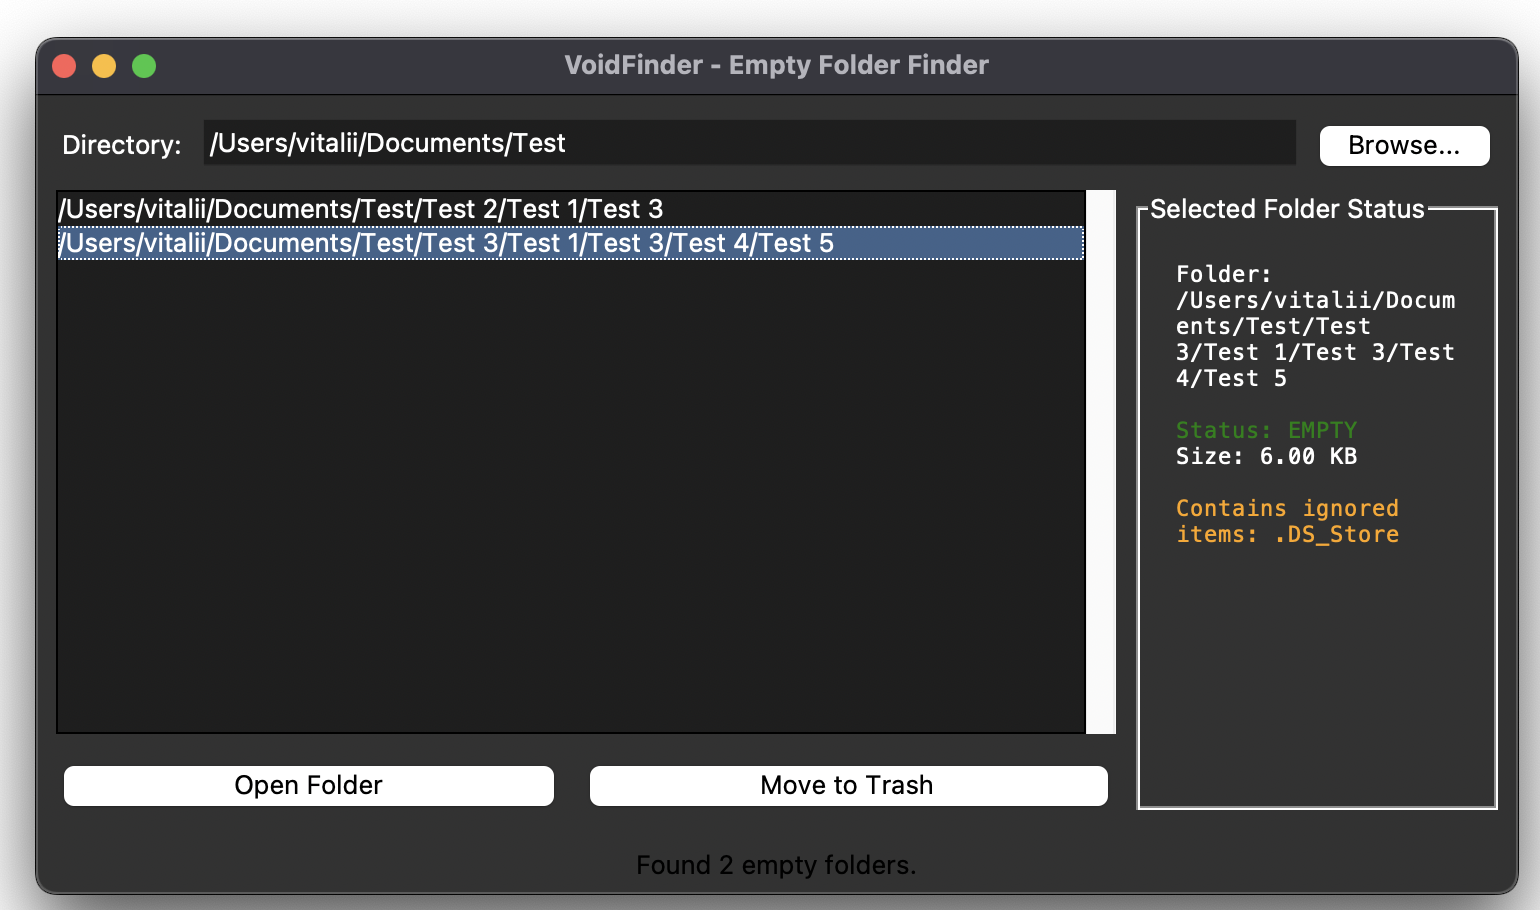 VoidFinder - Empty Folder Finder
Directory:
/Users/vitalii/Documents/Test
Browse...
/Users/vitalii/Documents/Test/Test 2/Test 1/Test 3
/Users/vitalii/Documents/Test/Test 3/Test 1/Test 3/Test 4/Test 5
Selected Folder Status
Folder:
/Users/vitalii/Docum
ents/Test/Test
3/Test 1/Test 3/Test
4/Test 5
Status: EMPTY
Size: 6.00 KB
Contains ignored
items: .DS_Store
Open Folder
Move to Trash
Found 2 empty folders.